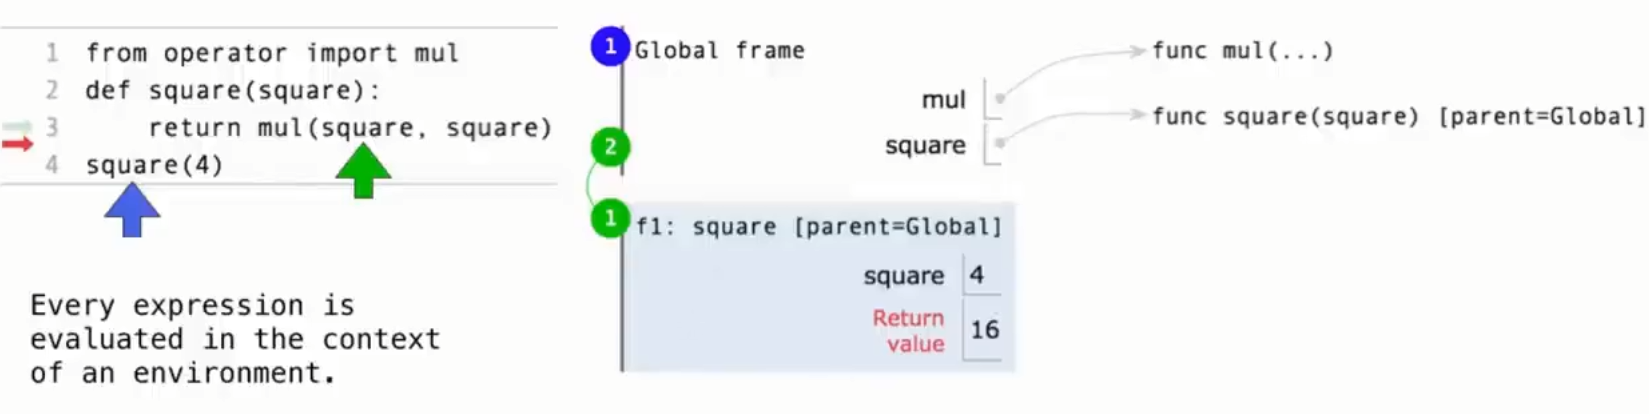 1 from operator import mul
2 def square(square):
3     return mul(square, square)
4 square(4)
Every expression is
evaluated in the context
of an environment.
1 Global frame
mul
2 square
func mul(...)
func square(square) [parent=Global]
1 f1: square [parent=Global]
square 4
Return
value 16